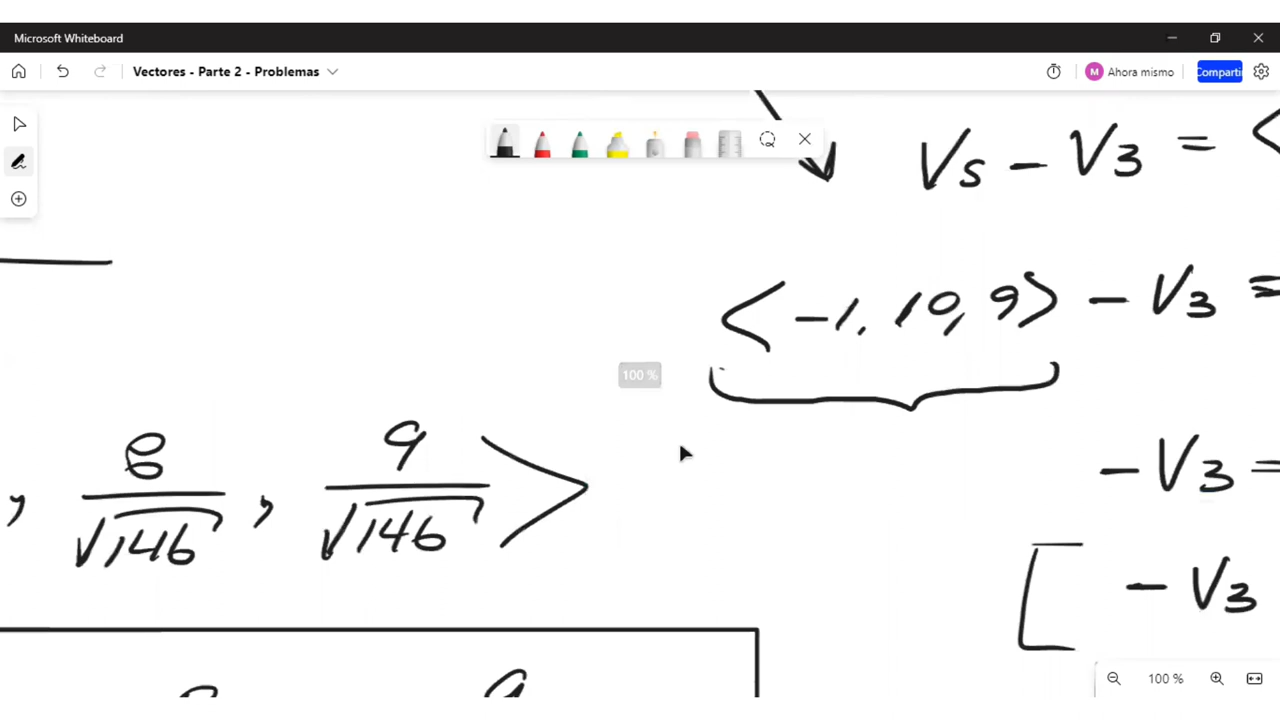 Microsoft Whiteboard
Vectores - Parte 2 - Problemas
Ahora mismo
Comparti
M
Vs - V3 = <
<-1, 10, 9> - V3 =
100 %
, 8/√146 , 9/√146 >
- V3 =
[ - V3
9
100 %